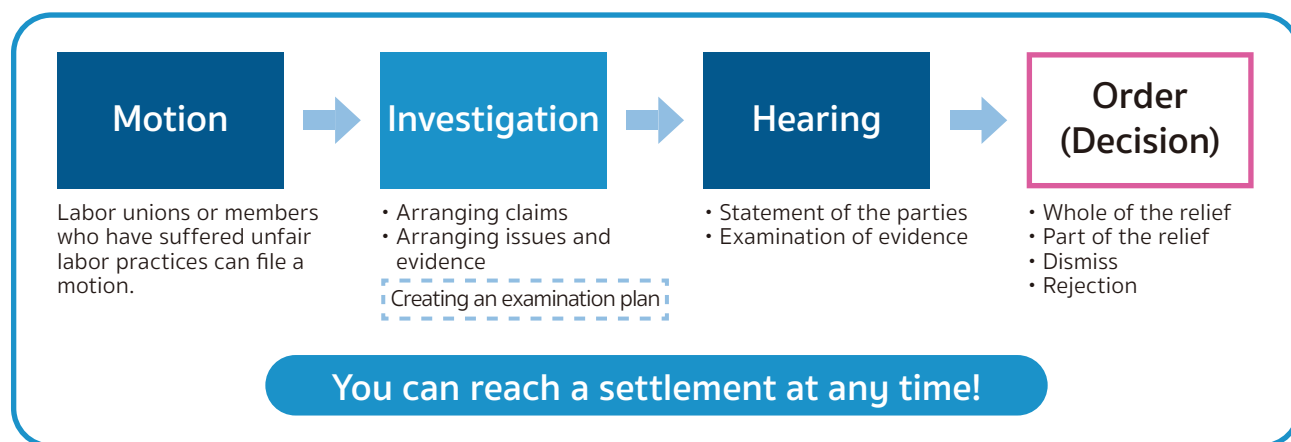 Motion
Labor unions or members
who have suffered unfair
labor practices can file a
motion.
Investigation
・Arranging claims
・Arranging issues and
evidence
Creating an examination plan
Hearing
・Statement of the parties
・Examination of evidence
Order
(Decision)
・Whole of the relief
・Part of the relief
・Dismiss
・Rejection
You can reach a settlement at any time!